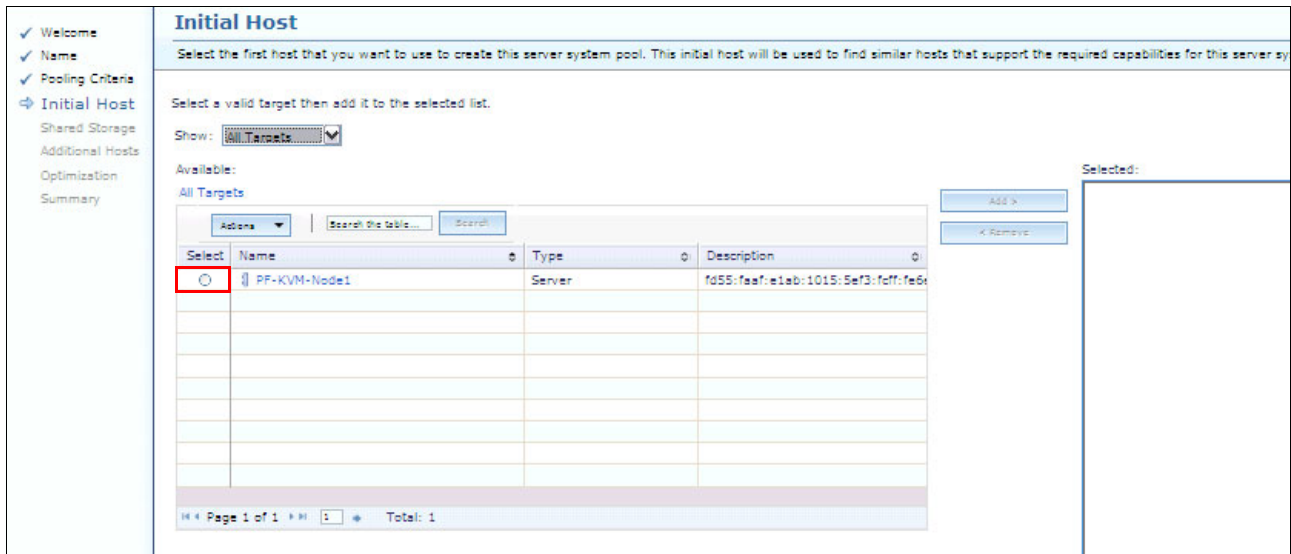 Welcome
Name
Pooling Criteria
Initial Host
Shared Storage
Additional Hosts
Optimization
Summary
Initial Host
Select the first host that you want to use to create this server system pool. This initial host will be used to find similar hosts that support the required capabilities for this server sy
Select a valid target then add it to the selected list.
Show: All Targets
Available:
All Targets
Actions Search the table... Search
Select Name Type Description
PF-KVM-Node1 Server fd55:faaf:e1ab:1015:5ef3:fcff:fe6e
Page 1 of 1 1 Total: 1
Add >
< Remove
Selected: